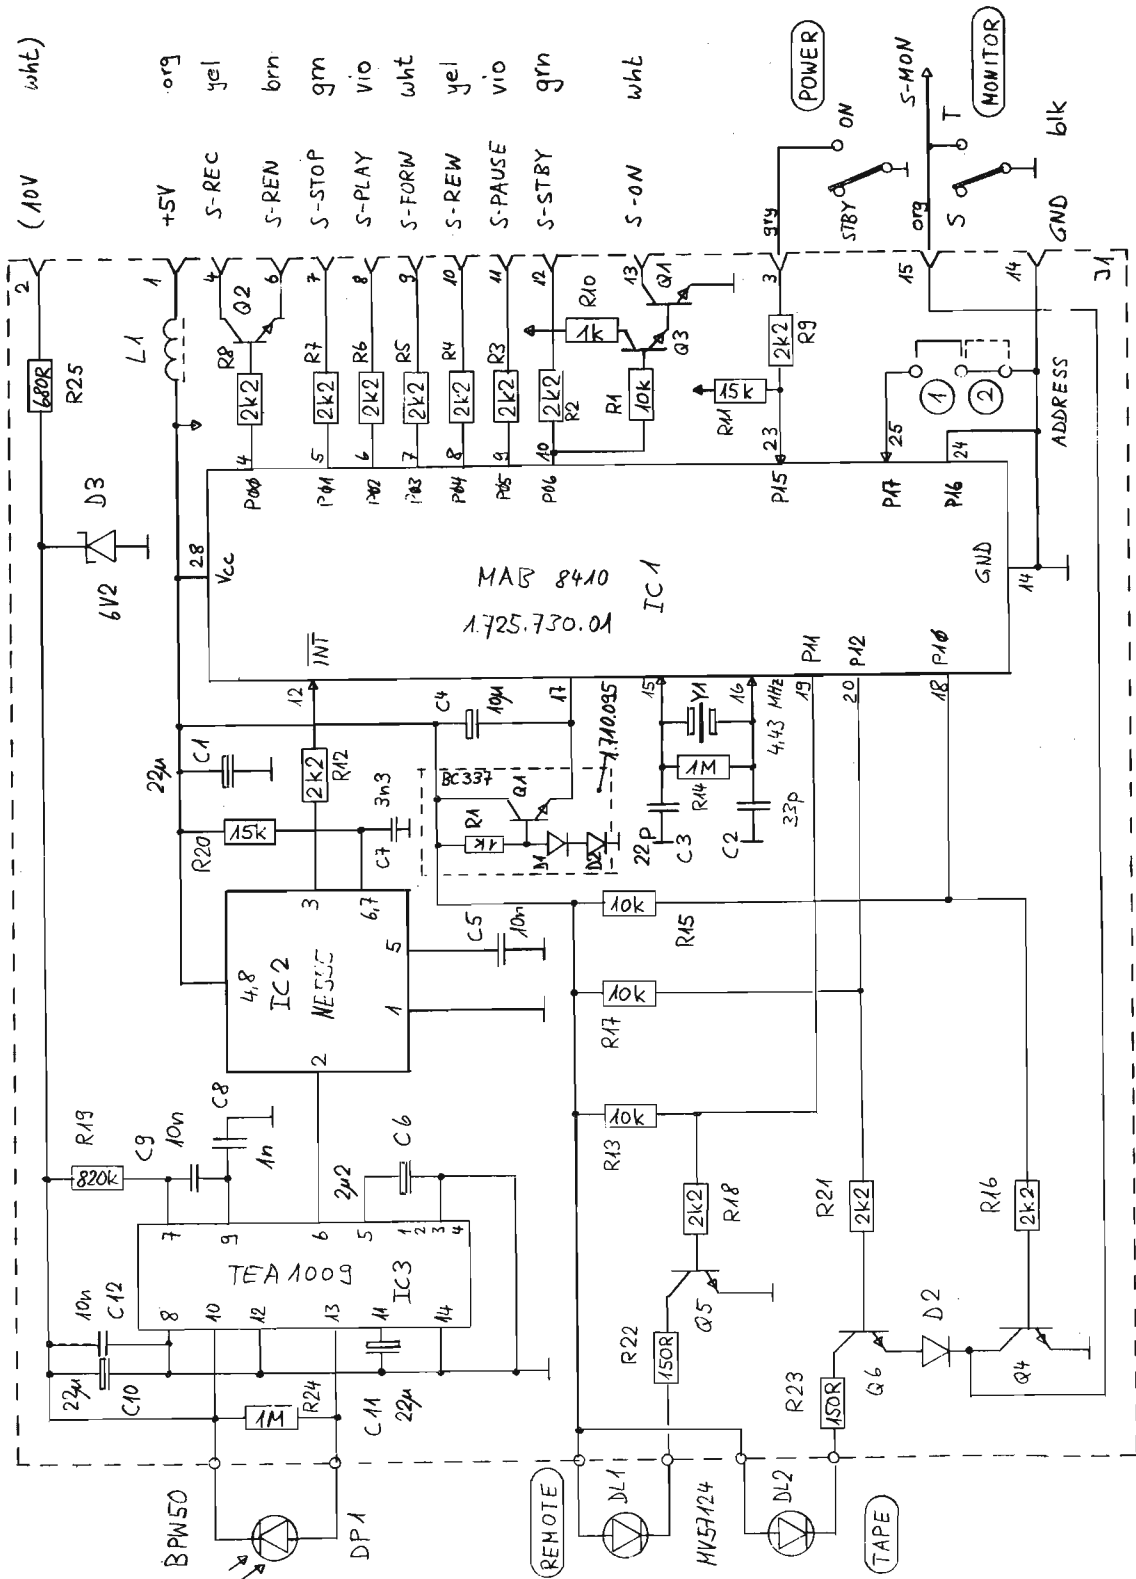 (10V wht)
+5V org
S-REC yel
S-REN brn
S-STOP grn
S-PLAY vio
S-FORW wht
S-REW yel
S-PAUSE vio
S-STBY grn
S-ON wht
POWER
ON
STBY
gry
S-MON
MONITOR
T
S
org
GND blk
2
1
4
6
7
8
9
10
11
12
13
3
15
14
J1
680R
R25
L1
Q2
R8
2k2
R7
2k2
R6
2k2
R5
2k2
R4
2k2
R3
2k2
2k2
R2
R10
1k
Q1
Q3
R1
10k
2k2
R9
15k
R11
1
2
ADDRESS
D3
6V2
28
Vcc
4
P00
5
P01
6
P02
7
P03
8
P04
9
P05
10
P06
23
P15
25
P17
24
P16
GND
14
MAB 8410
1.725.730.01
IC1
INT
12
17
15
16
P11
19
P12
20
P10
18
22µ
C1
2k2
R12
R20
15k
3n3
C7
C4
10µ
BC337
Q1
R1
1k
D1
D2
1.710.095
Y1
4,43 MHz
1M
R14
22p
C3
C2
33p
4,8
IC2
NE555
3
6,7
5
1
2
C5
10n
10k
R15
10k
R17
10k
R13
R19
820k
C9
10n
C8
1n
2µ2
C6
7
9
6
5
1
2
3
4
TEA1009
IC3
8
10
12
13
11
14
10n
C12
22µ
C10
1M
R24
C11
22µ
2k2
R18
R21
2k2
R16
2k2
Q5
R22
150R
D2
Q6
Q4
R23
150R
BPW50
DP1
REMOTE
DL1
MV57124
DL2
TAPE